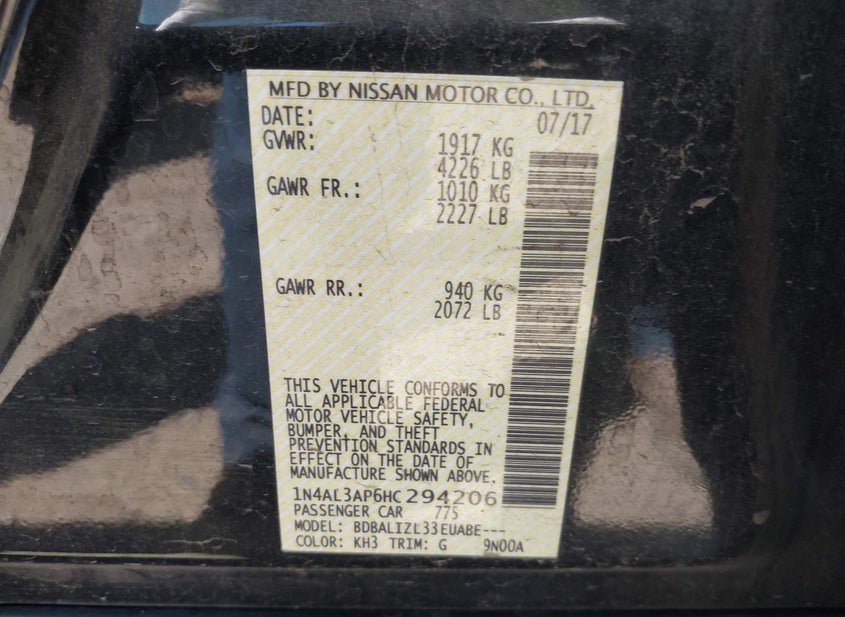 MFD BY NISSAN MOTOR CO., LTD.
DATE: 07/17
GVWR: 1917 KG
4226 LB
GAWR FR.: 1010 KG
2227 LB
GAWR RR.: 940 KG
2072 LB
THIS VEHICLE CONFORMS TO
ALL APPLICABLE FEDERAL
MOTOR VEHICLE SAFETY,
BUMPER, AND THEFT
PREVENTION STANDARDS IN
EFFECT ON THE DATE OF
MANUFACTURE SHOWN ABOVE.
1N4AL3AP6HC294206
PASSENGER CAR 775
MODEL: BDBALIZL33EUABE---
COLOR: KH3 TRIM: G 9N00A